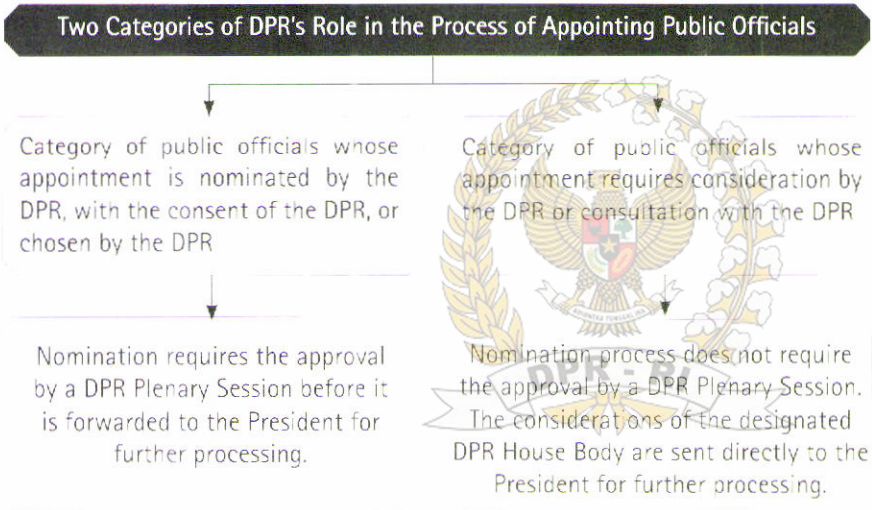 Two Categories of DPR's Role in the Process of Appointing Public Officials
Category of public officials whose
appointment is nominated by the
DPR, with the consent of the DPR, or
chosen by the DPR
Category of public officials whose
appointment requires consideration by
the DPR or consultation with the DPR
Nomination requires the approval
by a DPR Plenary Session before it
is forwarded to the President for
further processing.
Nomination process does not require
the approval by a DPR Plenary Session.
The considerations of the designated
DPR House Body are sent directly to the
President for further processing.
BHINNEKA TUNGGAL IKA
DPR - RI